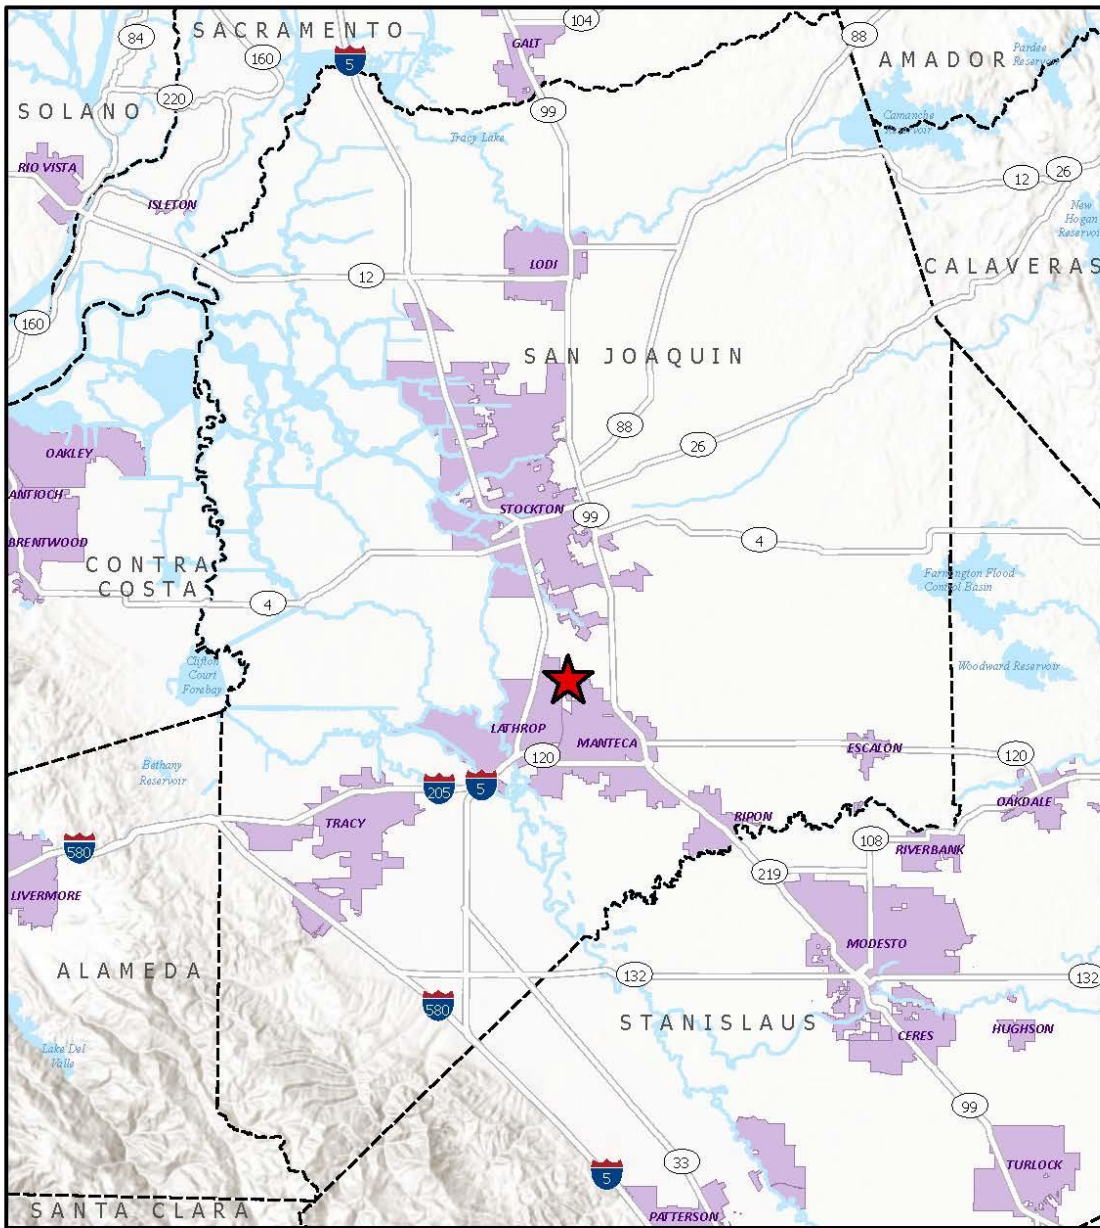 SACRAMENTO
104
GALT
84
5
88
160
AMADOR
Pardee
Reservoir
220
SOLANO
99
Camanche
Reservoir
Tracy Lake
RIO VISTA
12
26
ISLETON
New
Hogan
Reservoir
LODI
CALAVERAS
12
160
SAN JOAQUIN
88
26
OAKLEY
ANTIOCH
STOCKTON
99
BRENTWOOD
4
CONTRA
COSTA
Farmington Flood
Control Basin
4
Clifton
Court
Forebay
Woodward Reservoir
LATHROP
MANTECA
ESCALON
120
120
Bethany
Reservoir
205
5
OAKDALE
TRACY
RIPON
580
108
RIVERBANK
219
LIVERMORE
MODESTO
ALAMEDA
132
132
580
STANISLAUS
CERES
HUGHSON
Lake Del
Valle
99
33
TURLOCK
5
SANTA CLARA
PATTERSON